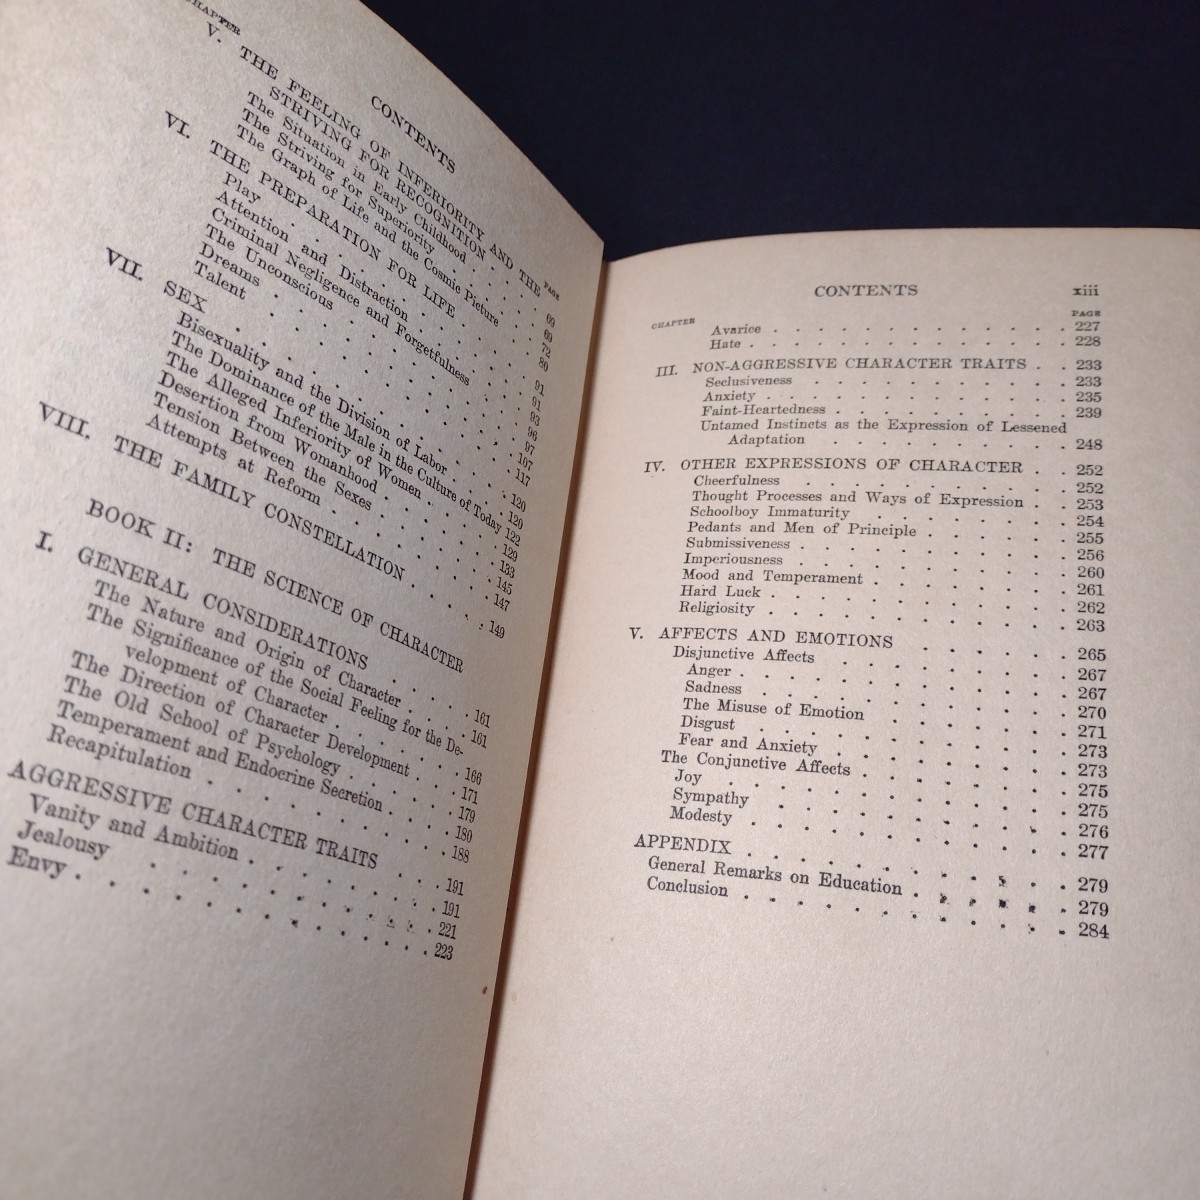 CHAPTER
CONTENTS
PAGE
V. THE FEELING OF INFERIORITY AND THE
STRIVING FOR RECOGNITION . . . 69
The Situation in Early Childhood . . . 69
The Striving for Superiority . . . 72
The Graph of Life and the Cosmic Picture . . . 80
VI. THE PREPARATION FOR LIFE . . . 91
Play . . . 91
Attention and Distraction . . . 93
Criminal Negligence and Forgetfulness . . . 96
The Unconscious . . . 97
Dreams . . . 107
Talent . . . 117
VII. SEX . . . 120
Bisexuality and the Division of Labor . . . 120
The Dominance of the Male in the Culture of Today 122
The Alleged Inferiority of Women . . . 129
Desertion from Womanhood . . . 133
Tension Between the Sexes . . . 145
Attempts at Reform . . . 147
VIII. THE FAMILY CONSTELLATION . . . 149
BOOK II: THE SCIENCE OF CHARACTER
I. GENERAL CONSIDERATIONS . . . 161
The Nature and Origin of Character . . . 161
The Significance of the Social Feeling for the De-
velopment of Character . . . 166
The Direction of Character Development . . . 171
The Old School of Psychology . . . 179
Temperament and Endocrine Secretion . . . 180
Recapitulation . . . 188
AGGRESSIVE CHARACTER TRAITS . . . 191
Vanity and Ambition . . . 191
Jealousy . . . 221
Envy . . . 223
CONTENTS xiii
CHAPTER PAGE
Avarice . . . 227
Hate . . . 228
III. NON-AGGRESSIVE CHARACTER TRAITS . . 233
Seclusiveness . . . 233
Anxiety . . . 235
Faint-Heartedness . . . 239
Untamed Instincts as the Expression of Lessened
Adaptation . . . 248
IV. OTHER EXPRESSIONS OF CHARACTER . . 252
Cheerfulness . . . 252
Thought Processes and Ways of Expression . . 253
Schoolboy Immaturity . . . 254
Pedants and Men of Principle . . . 255
Submissiveness . . . 256
Imperiousness . . . 260
Mood and Temperament . . . 261
Hard Luck . . . 262
Religiosity . . . 263
V. AFFECTS AND EMOTIONS . . . 265
Disjunctive Affects . . . 267
Anger . . . 267
Sadness . . . 270
The Misuse of Emotion . . . 271
Disgust . . . 273
Fear and Anxiety . . . 273
The Conjunctive Affects . . . 275
Joy . . . 275
Sympathy . . . 276
Modesty . . . 277
APPENDIX . . . 279
General Remarks on Education . . . 279
Conclusion . . . 284